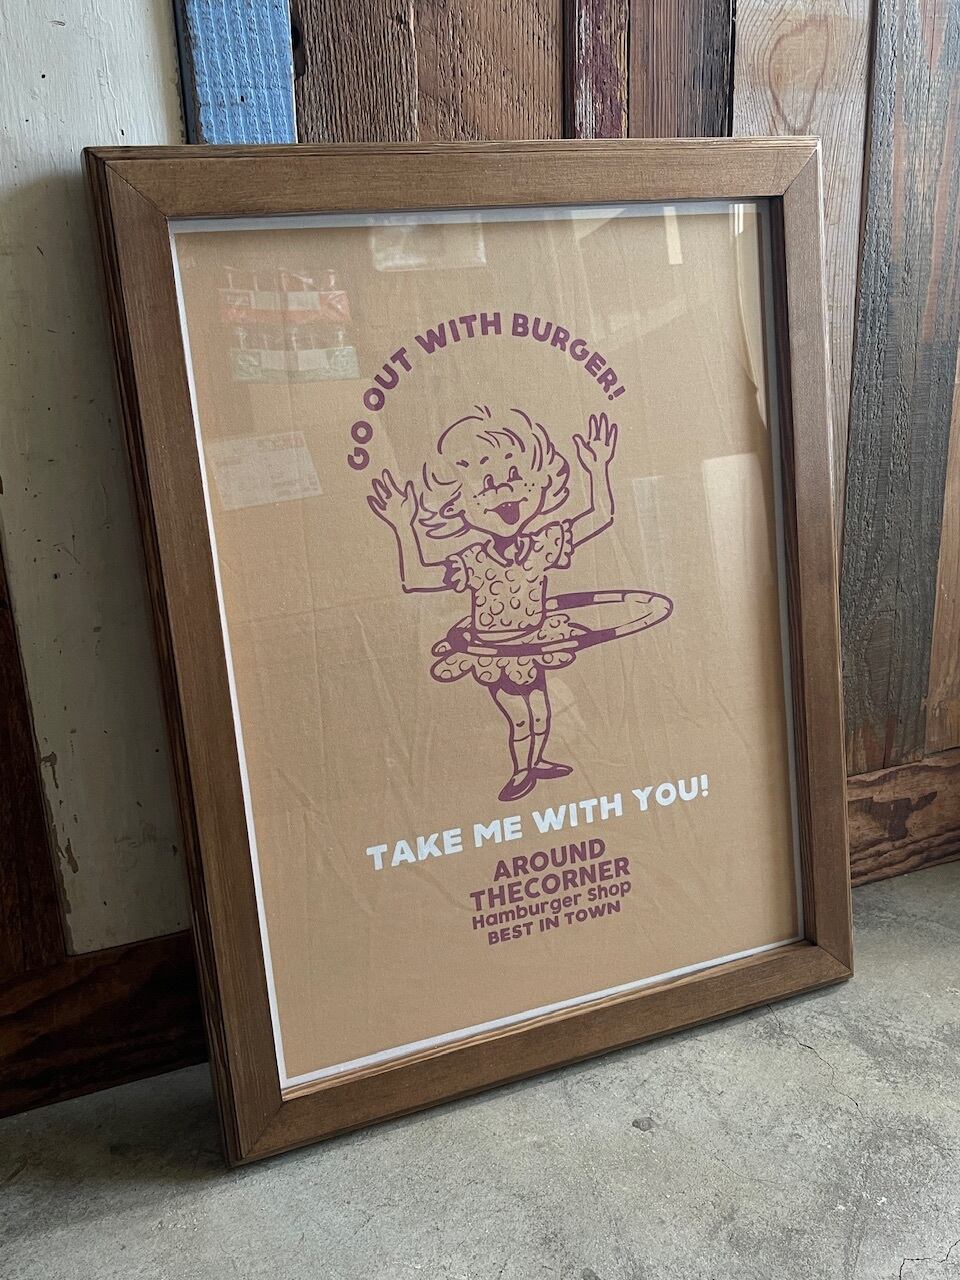 GO OUT WITH BURGER!
TAKE ME WITH YOU!
AROUND
THECORNER
Hamburger Shop
BEST IN TOWN